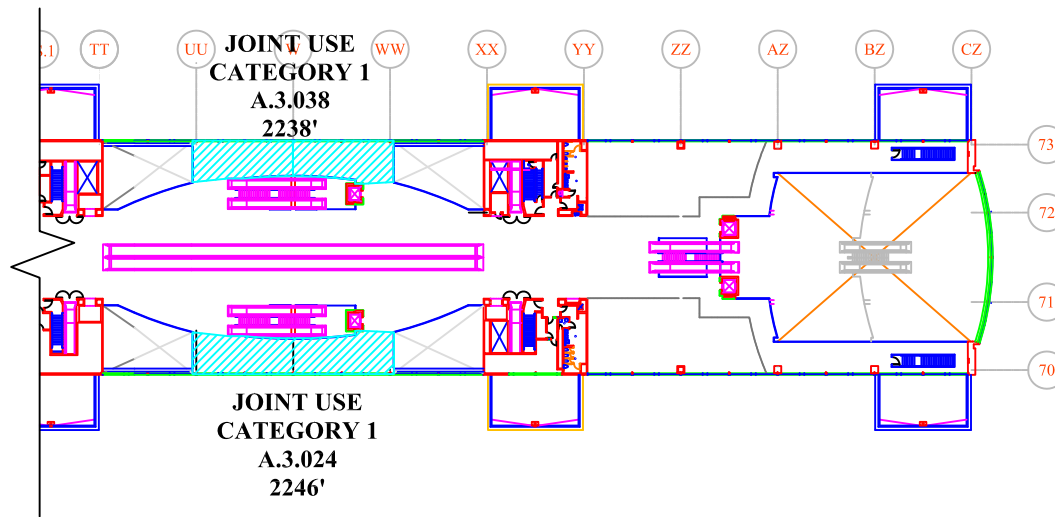 TT
UU
W
WW
XX
YY
ZZ
AZ
BZ
CZ
JOINT USE
CATEGORY 1
A.3.038
2238'
73
72
71
70
JOINT USE
CATEGORY 1
A.3.024
2246'